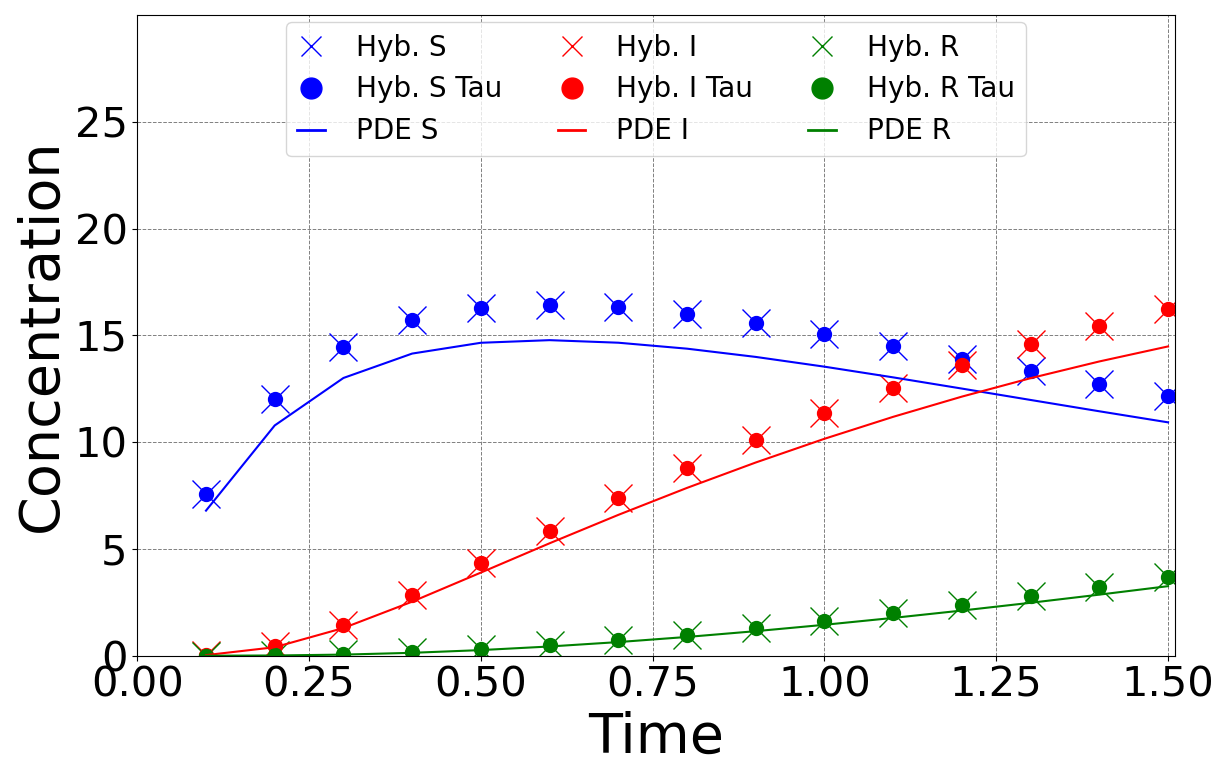 Hyb. S Hyb. I Hyb. R
Hyb. S Tau Hyb. I Tau Hyb. R Tau
PDE S PDE I PDE R
25
20
15
10
5
0
Concentration
0.00 0.25 0.50 0.75 1.00 1.25 1.50
Time